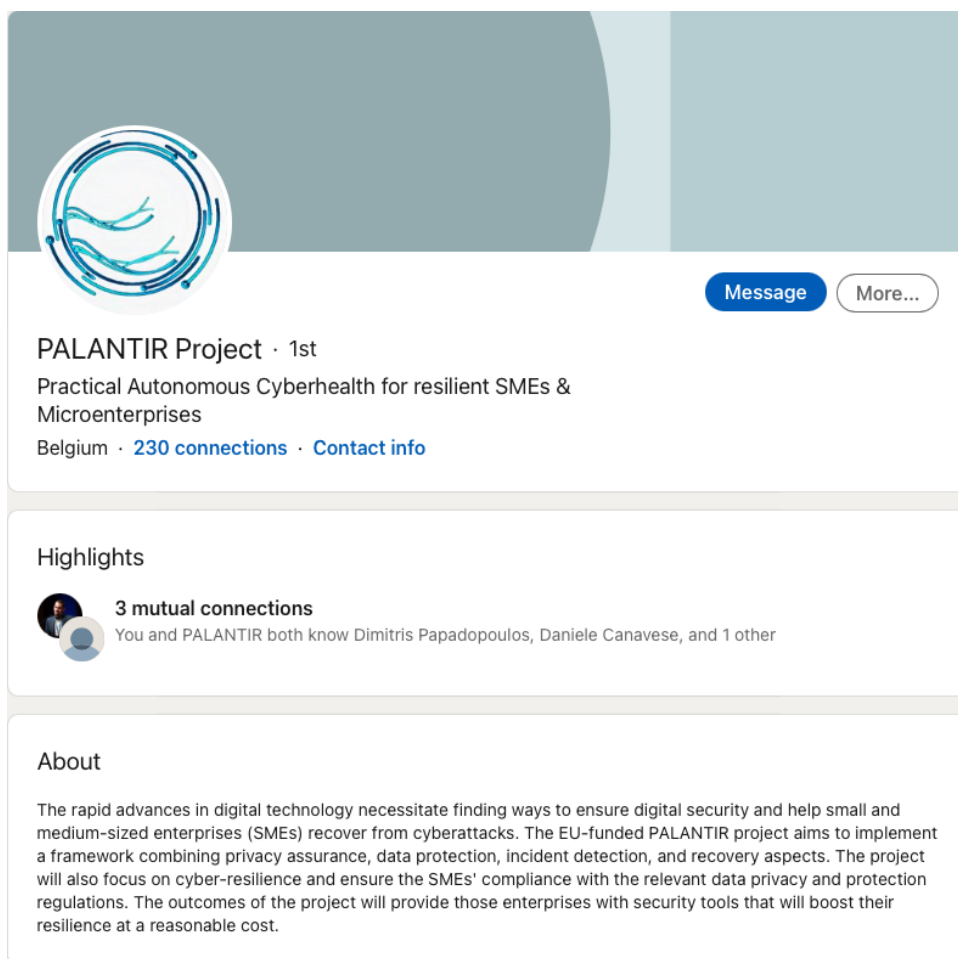 Message
More...
PALANTIR Project · 1st
Practical Autonomous Cyberhealth for resilient SMEs &
Microenterprises
Belgium · 230 connections · Contact info
Highlights
3 mutual connections
You and PALANTIR both know Dimitris Papadopoulos, Daniele Canavese, and 1 other
About
The rapid advances in digital technology necessitate finding ways to ensure digital security and help small and
medium-sized enterprises (SMEs) recover from cyberattacks. The EU-funded PALANTIR project aims to implement
a framework combining privacy assurance, data protection, incident detection, and recovery aspects. The project
will also focus on cyber-resilience and ensure the SMEs' compliance with the relevant data privacy and protection
regulations. The outcomes of the project will provide those enterprises with security tools that will boost their
resilience at a reasonable cost.